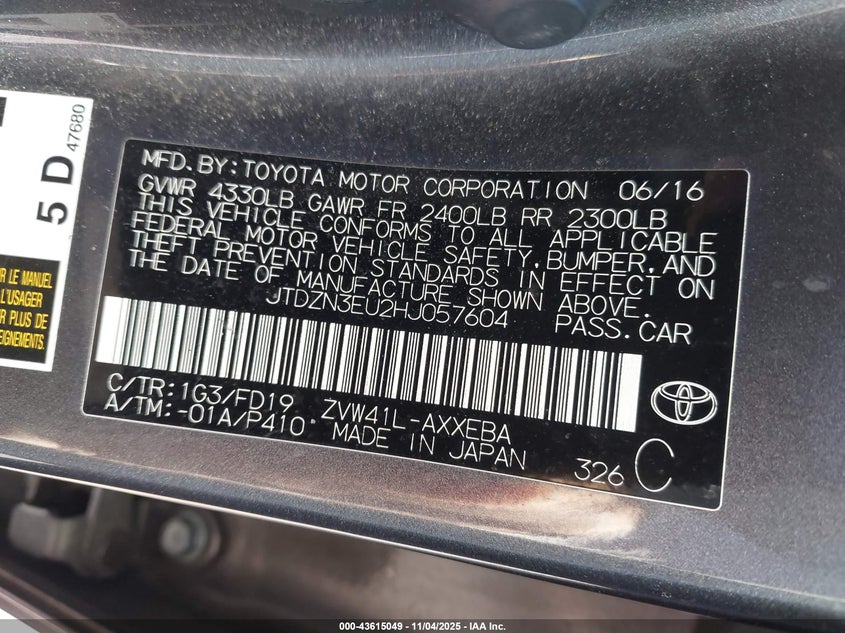 5 D
47680
R LE MANUEL
L'USAGER
R PLUS DE
EIGNEMENTS.
MFD. BY: TOYOTA MOTOR CORPORATION 06/16
GVWR 4330LB GAWR FR 2400LB RR 2300LB
THIS VEHICLE CONFORMS TO ALL APPLICABLE
FEDERAL MOTOR VEHICLE SAFETY, BUMPER, AND
THEFT PREVENTION STANDARDS IN EFFECT ON
THE DATE OF MANUFACTURE SHOWN ABOVE.
JTDZN3EU2HJ057604 PASS. CAR
C/TR: 1G3/FD19 ZVW41L-AXXEBA
A/TM: -01A/P410 MADE IN JAPAN
326 C
000-43615049 - 11/04/2025 - IAA Inc.